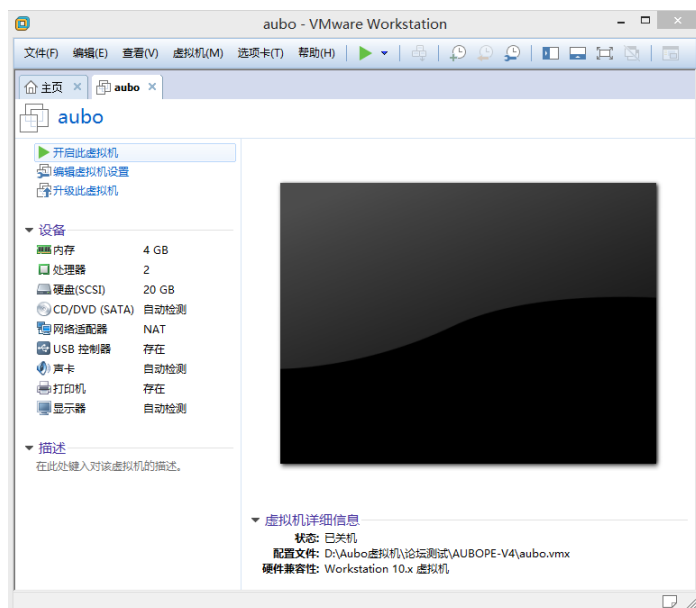 aubo - VMware Workstation
文件(F) 编辑(E) 查看(V) 虚拟机(M) 选项卡(T) 帮助(H)
主页 aubo
aubo
开启此虚拟机
编辑虚拟机设置
升级此虚拟机
设备
内存 4 GB
处理器 2
硬盘(SCSI) 20 GB
CD/DVD (SATA) 自动检测
网络适配器 NAT
USB 控制器 存在
声卡 自动检测
打印机 存在
显示器 自动检测
描述
在此处键入对该虚拟机的描述。
虚拟机详细信息
状态: 已关机
配置文件: D:\Aubo虚拟机\论坛测试\AUBOPE-V4\aubo.vmx
硬件兼容性: Workstation 10.x 虚拟机